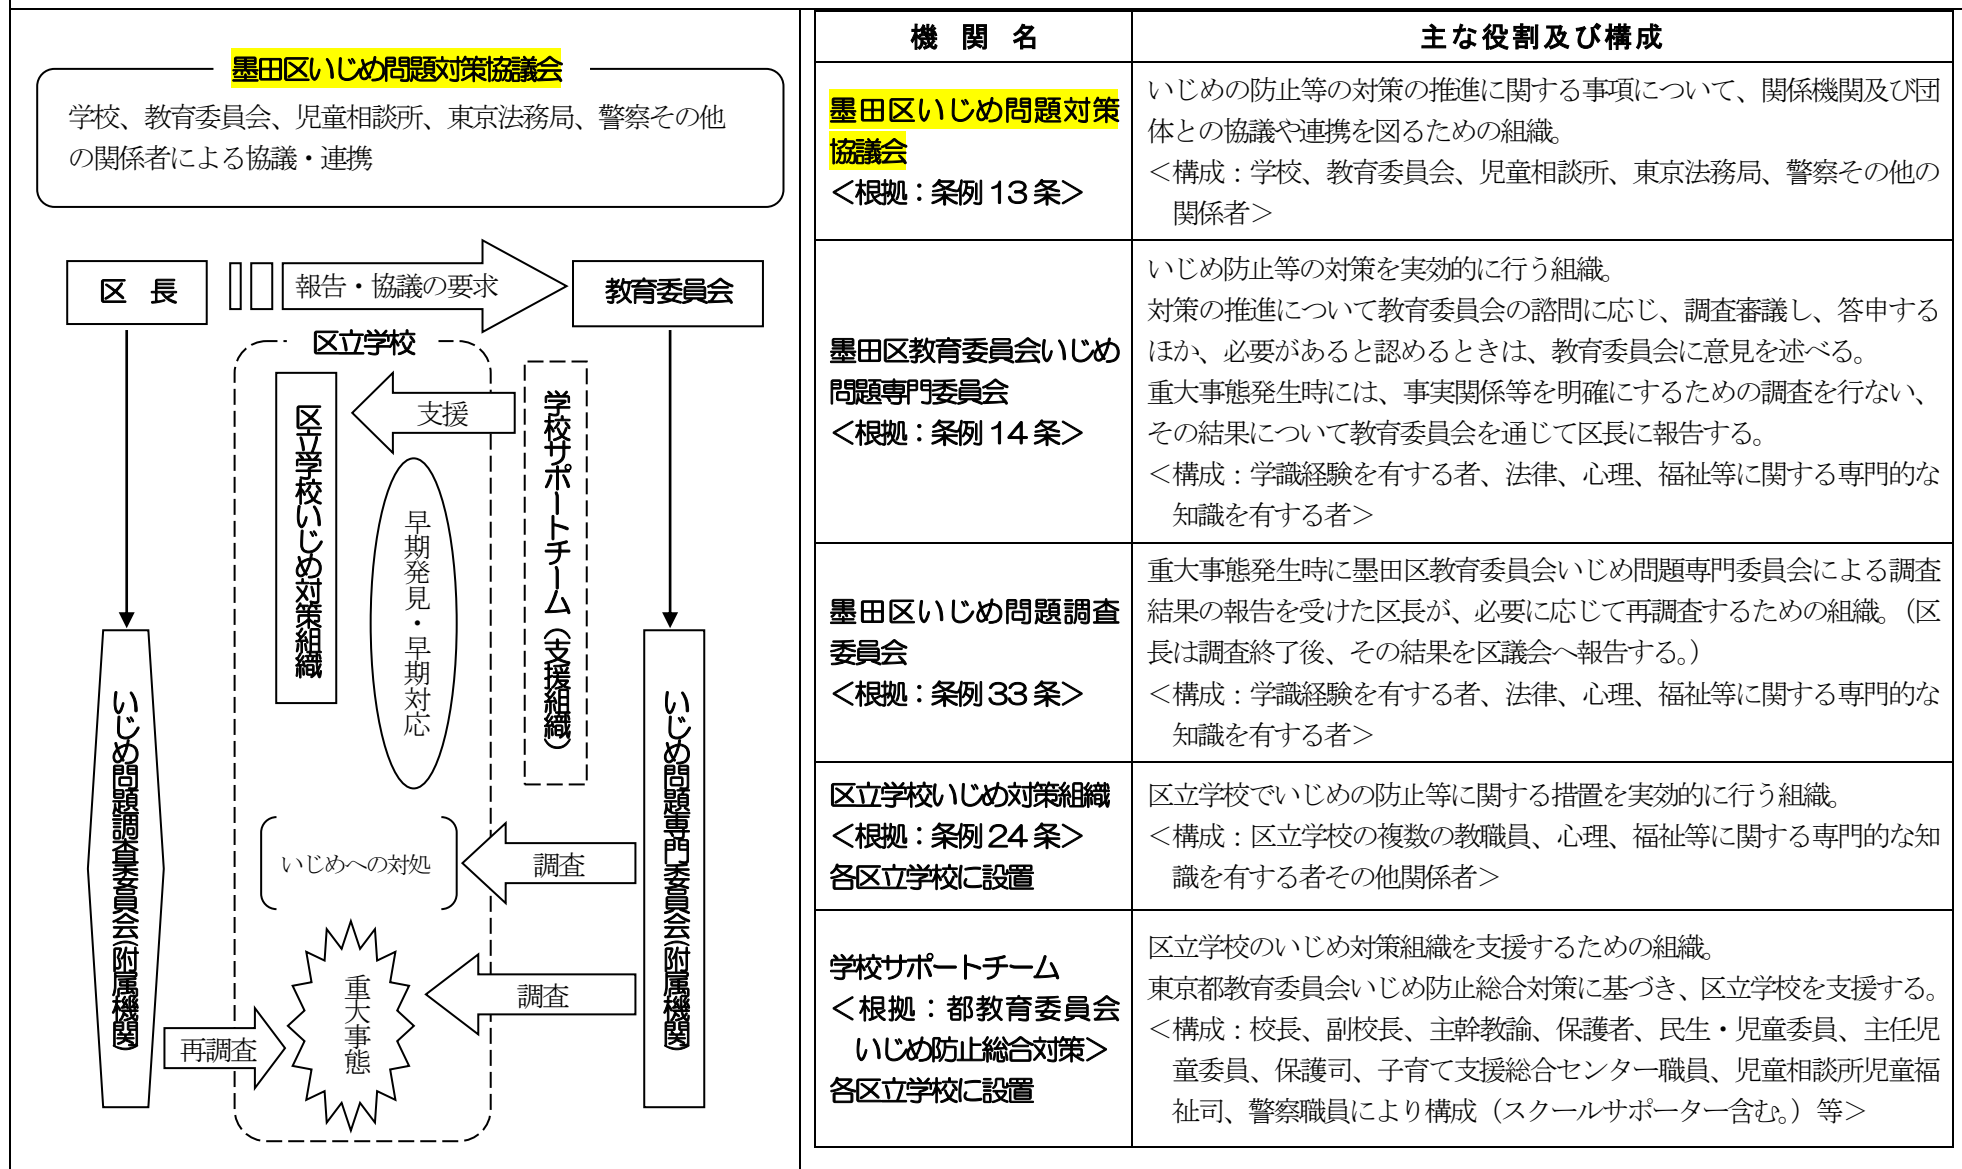 墨田区いじめ問題対策協議会
学校、教育委員会、児童相談所、東京法務局、警察その他
の関係者による協議・連携
区　長
報告・協議の要求
教育委員会
区立学校
区立学校いじめ対策組織
支援
学校サポートチーム（支援組織）
早期発見・早期対応
いじめ問題調査委員会（附属機関）
いじめ問題専門委員会（附属機関）
いじめへの対処
調査
重大事態
調査
再調査
機　関　名
主な役割及び構成
墨田区いじめ問題対策
協議会
＜根拠：条例13条＞
いじめの防止等の対策の推進に関する事項について、関係機関及び団
体との協議や連携を図るための組織。
＜構成：学校、教育委員会、児童相談所、東京法務局、警察その他の
関係者＞
墨田区教育委員会いじめ
問題専門委員会
＜根拠：条例14条＞
いじめ防止等の対策を実効的に行う組織。
対策の推進について教育委員会の諮問に応じ、調査審議し、答申する
ほか、必要があると認めるときは、教育委員会に意見を述べる。
重大事態発生時には、事実関係等を明確にするための調査を行ない、
その結果について教育委員会を通じて区長に報告する。
＜構成：学識経験を有する者、法律、心理、福祉等に関する専門的な
知識を有する者＞
墨田区いじめ問題調査
委員会
＜根拠：条例33条＞
重大事態発生時に墨田区教育委員会いじめ問題専門委員会による調査
結果の報告を受けた区長が、必要に応じて再調査するための組織。（区
長は調査終了後、その結果を区議会へ報告する。）
＜構成：学識経験を有する者、法律、心理、福祉等に関する専門的な
知識を有する者＞
区立学校いじめ対策組織
＜根拠：条例24条＞
各区立学校に設置
区立学校でいじめの防止等に関する措置を実効的に行う組織。
＜構成：区立学校の複数の教職員、心理、福祉等に関する専門的な知
識を有する者その他関係者＞
学校サポートチーム
＜根拠：都教育委員会
いじめ防止総合対策＞
各区立学校に設置
区立学校のいじめ対策組織を支援するための組織。
東京都教育委員会いじめ防止総合対策に基づき、区立学校を支援する。
＜構成：校長、副校長、主幹教諭、保護者、民生・児童委員、主任児
童委員、保護司、子育て支援総合センター職員、児童相談所児童福
祉司、警察職員により構成（スクールサポーター含む。）等＞